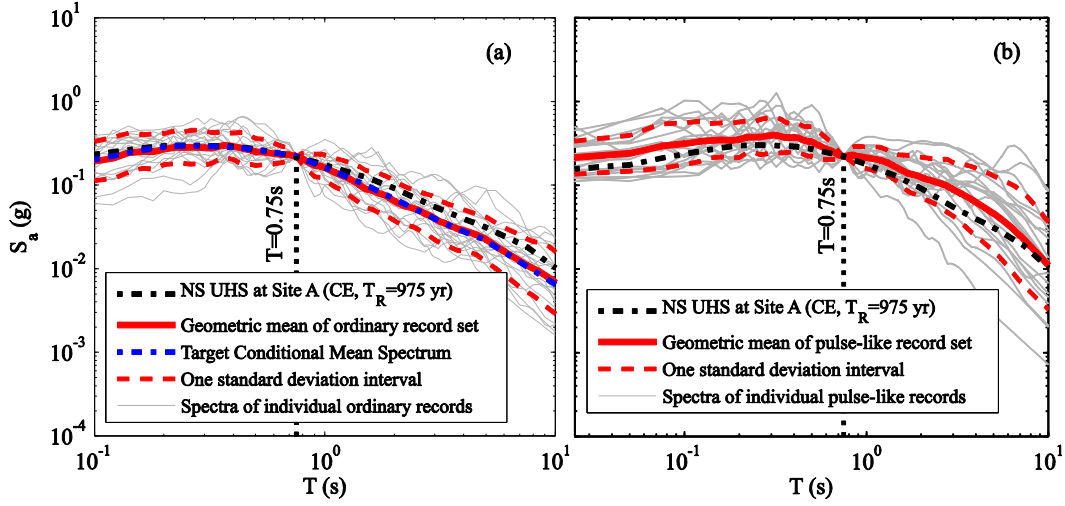 (a)
(b)
10^1
10^0
10^-1
10^-2
10^-3
10^-4
S_a (g)
T=0.75s
NS UHS at Site A (CE, T_R=975 yr)
Geometric mean of ordinary record set
Target Conditional Mean Spectrum
One standard deviation interval
Spectra of individual ordinary records
10^-1
10^0
10^1
T (s)
T=0.75s
NS UHS at Site A (CE, T_R=975 yr)
Geometric mean of pulse-like record set
One standard deviation interval
Spectra of individual pulse-like records
10^-1
10^0
10^1
T (s)